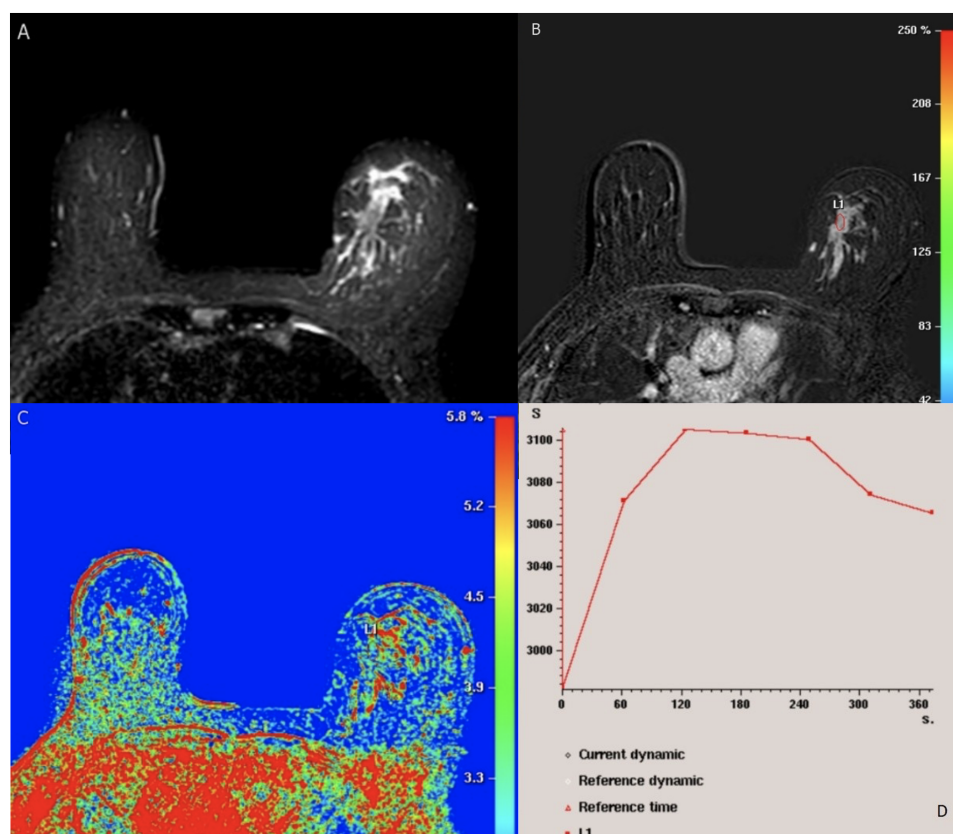 A
B
250 %
208
167
125
83
42
L1
C
5.8 %
5.2
4.5
3.9
3.3
L1
S
3100
3080
3060
3040
3020
3000
0 60 120 180 240 300 360
s.
Current dynamic
Reference dynamic
Reference time
L1
D